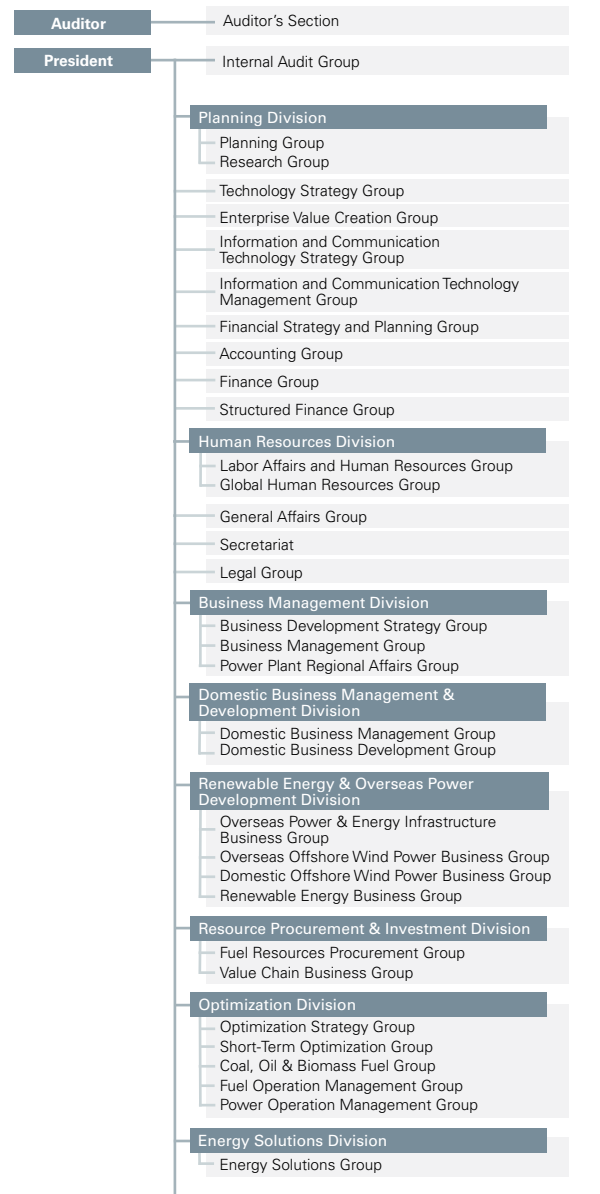 Auditor
Auditor’s Section
President
Internal Audit Group
Planning Division
Planning Group
Research Group
Technology Strategy Group
Enterprise Value Creation Group
Information and Communication
Technology Strategy Group
Information and Communication Technology
Management Group
Financial Strategy and Planning Group
Accounting Group
Finance Group
Structured Finance Group
Human Resources Division
Labor Affairs and Human Resources Group
Global Human Resources Group
General Affairs Group
Secretariat
Legal Group
Business Management Division
Business Development Strategy Group
Business Management Group
Power Plant Regional Affairs Group
Domestic Business Management &
Development Division
Domestic Business Management Group
Domestic Business Development Group
Renewable Energy & Overseas Power
Development Division
Overseas Power & Energy Infrastructure
Business Group
Overseas Offshore Wind Power Business Group
Domestic Offshore Wind Power Business Group
Renewable Energy Business Group
Resource Procurement & Investment Division
Fuel Resources Procurement Group
Value Chain Business Group
Optimization Division
Optimization Strategy Group
Short-Term Optimization Group
Coal, Oil & Biomass Fuel Group
Fuel Operation Management Group
Power Operation Management Group
Energy Solutions Division
Energy Solutions Group